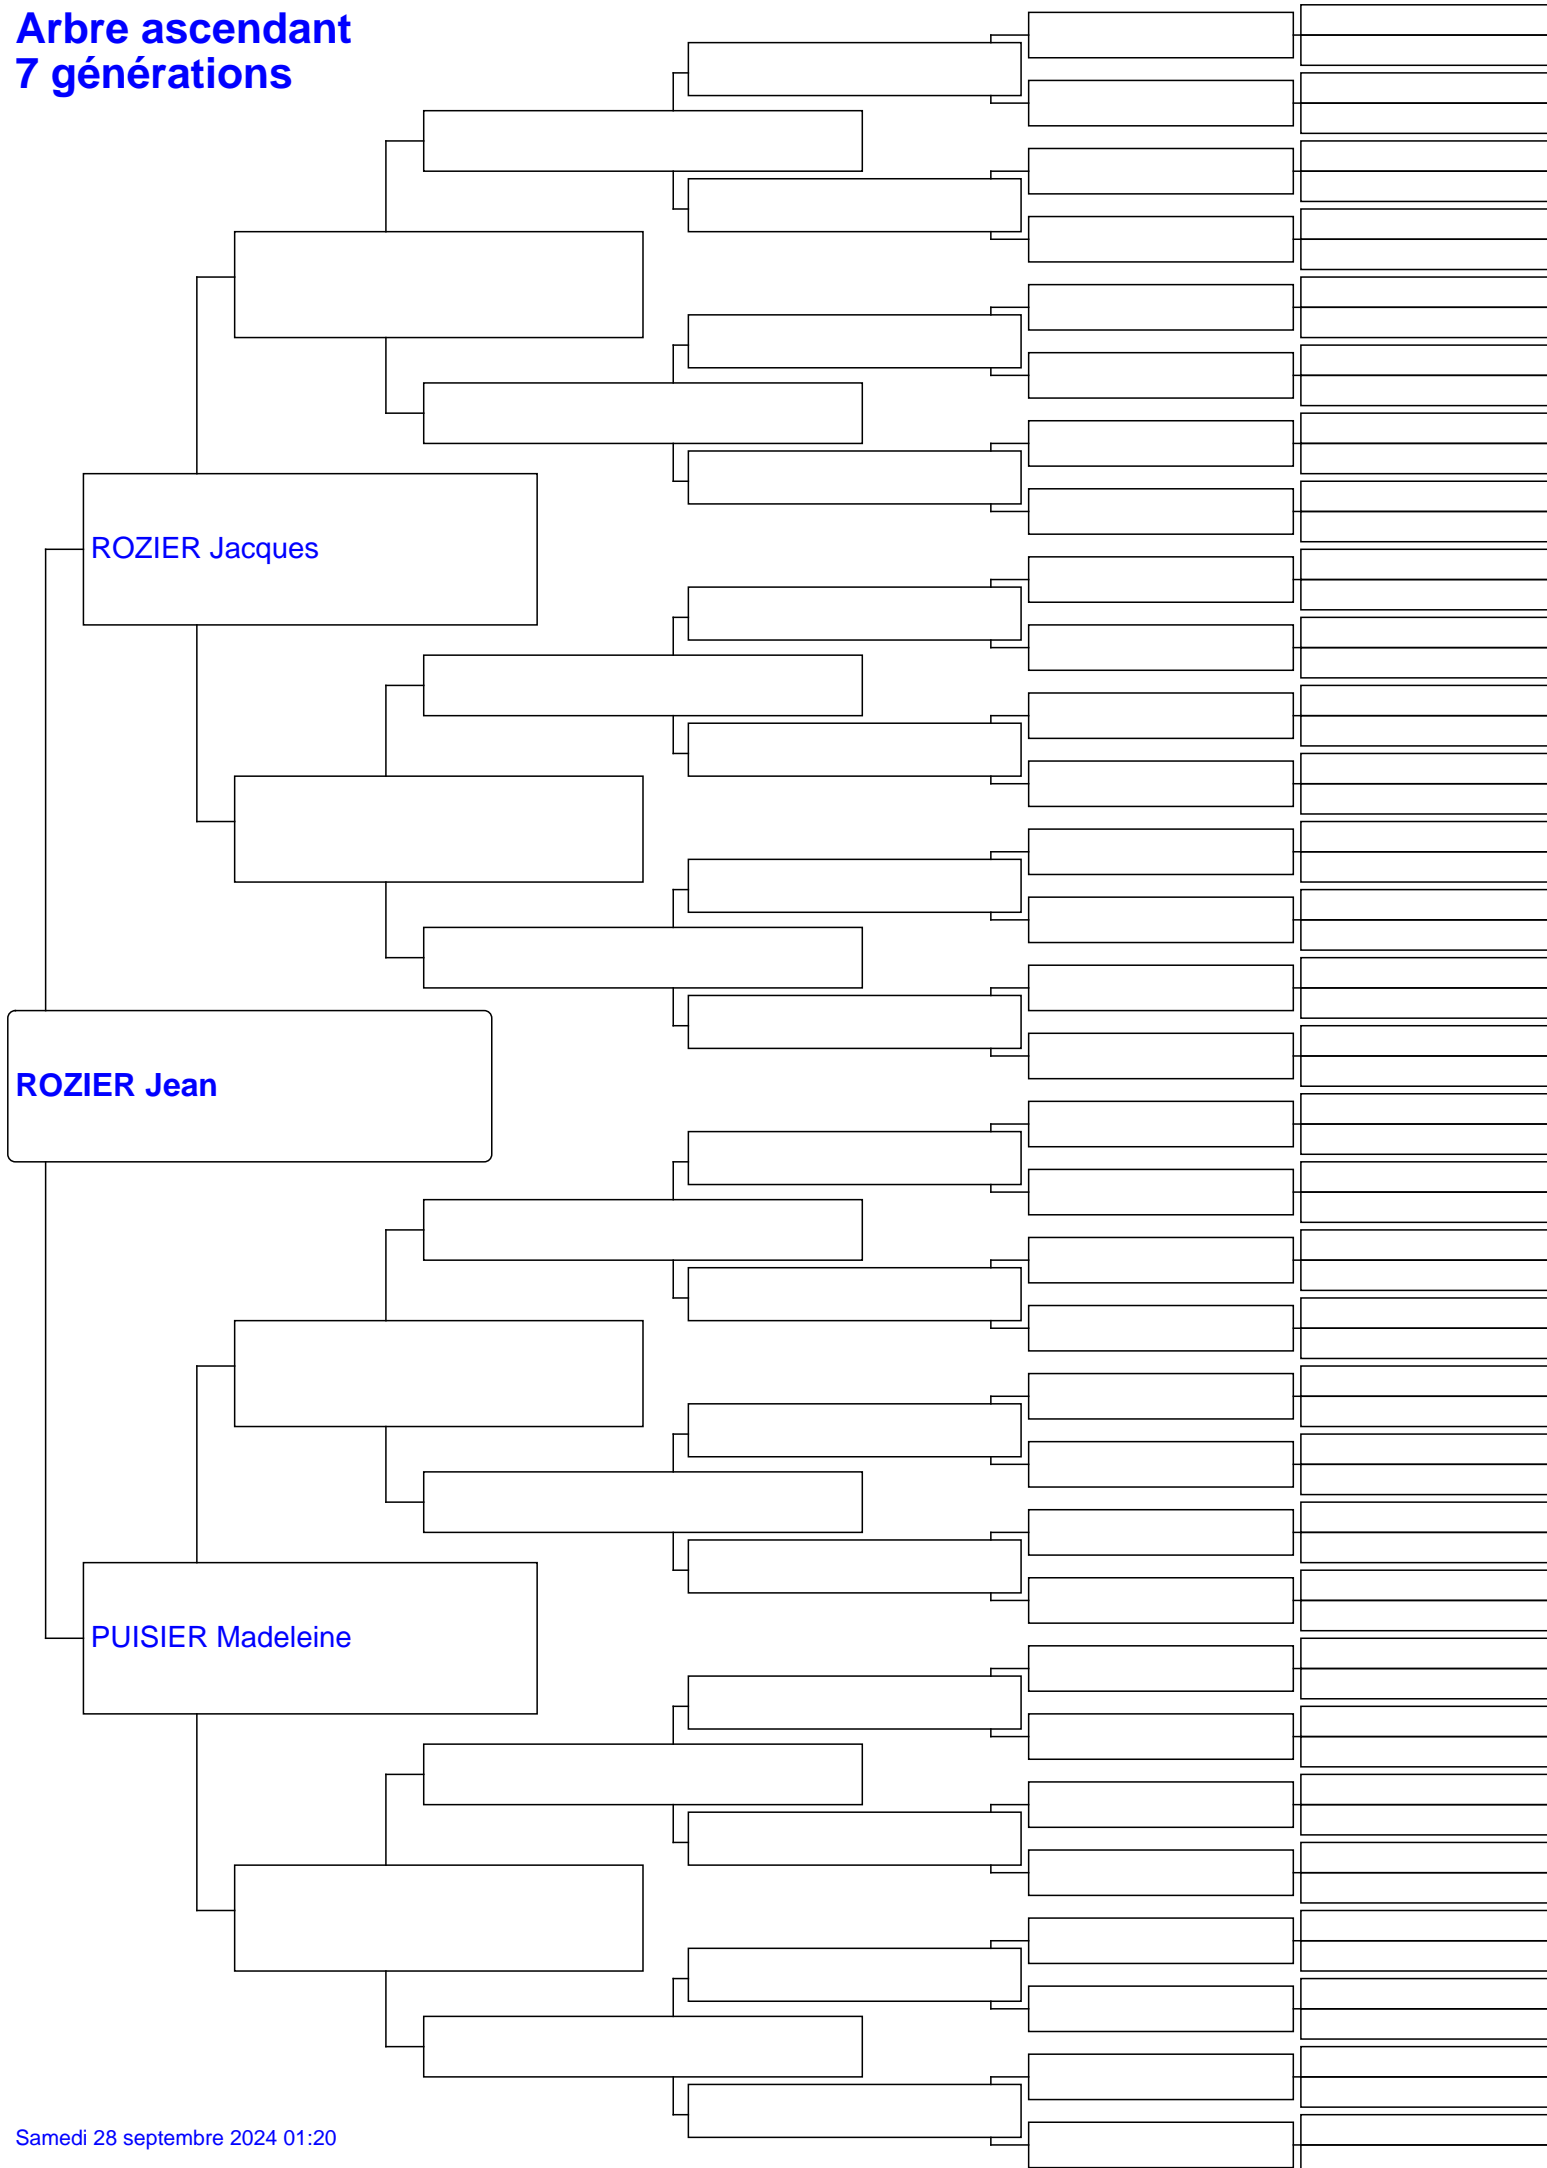 Arbre ascendant
7 générations
ROZIER Jacques
ROZIER Jean
PUISIER Madeleine
Samedi 28 septembre 2024 01:20